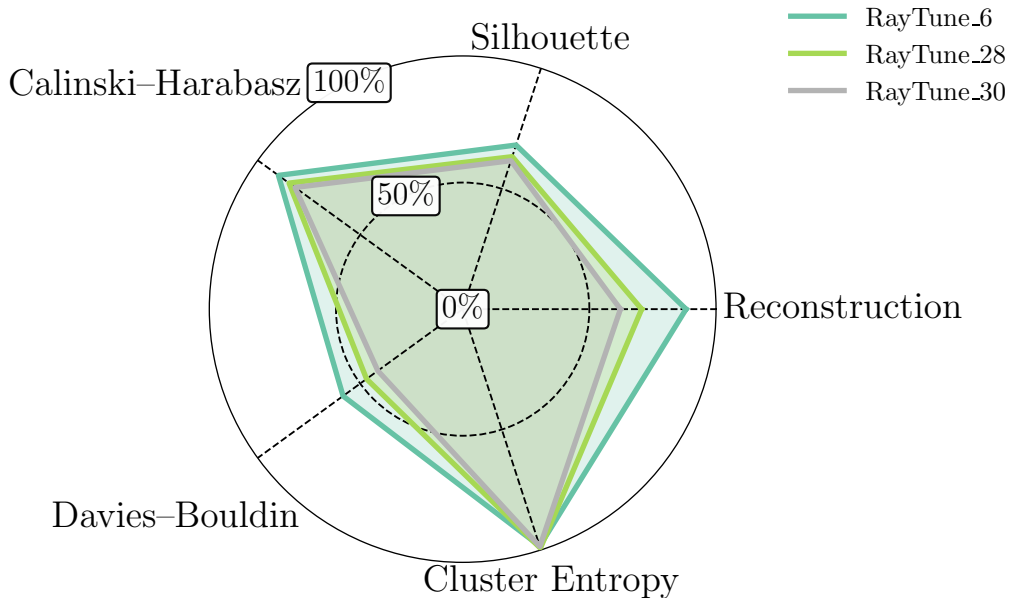 Silhouette
RayTune_6
RayTune_28
RayTune_30
Calinski–Harabasz
100%
50%
0%
Reconstruction
Davies–Bouldin
Cluster Entropy